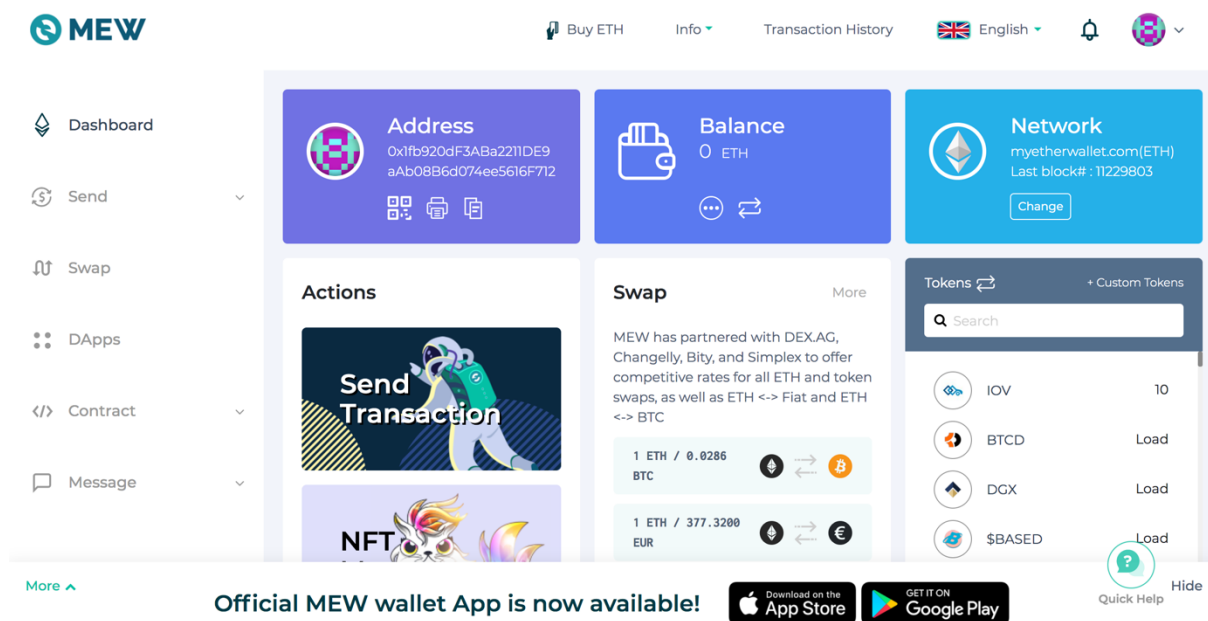 MEW
Buy ETH
Info
Transaction History
English
Dashboard
Send
Swap
DApps
Contract
Message
Address
0x1fb920dF3ABa2211DE9
aAb08B6d074ee5616F712
Balance
0 ETH
Network
myetherwallet.com(ETH)
Last block# : 11229803
Change
Actions
Send
Transaction
NFT
Swap
More
MEW has partnered with DEX.AG,
Changelly, Bity, and Simplex to offer
competitive rates for all ETH and token
swaps, as well as ETH <-> Fiat and ETH
<-> BTC
1 ETH / 0.0286
BTC
1 ETH / 377.3200
EUR
Tokens
+ Custom Tokens
Search
IOV 10
BTCD Load
DGX Load
$BASED Load
More
Official MEW wallet App is now available!
Download on the
App Store
GET IT ON
Google Play
Quick Help
Hide